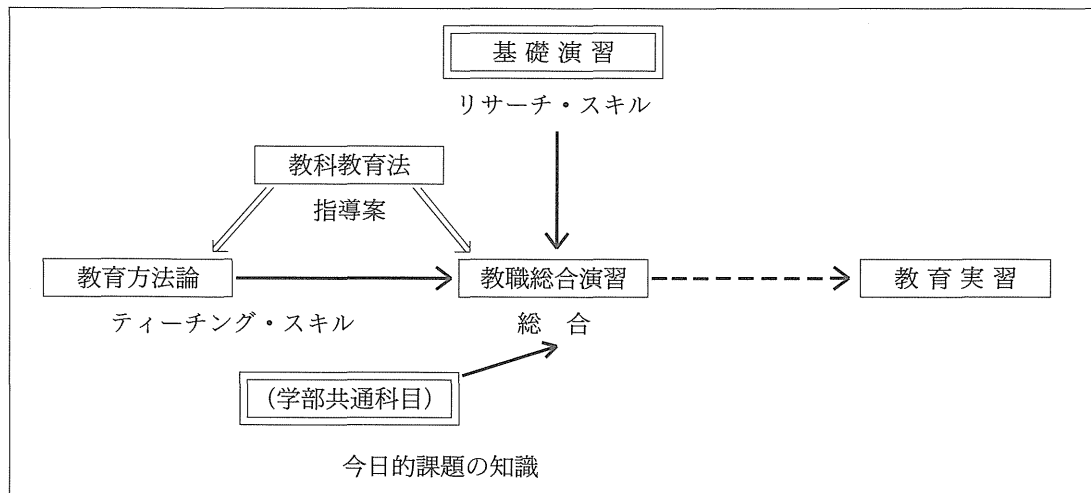 基礎演習
リサーチ・スキル
教科教育法
指導案
教育方法論
教職総合演習
教育実習
ティーチング・スキル
総 合
(学部共通科目)
今日的課題の知識